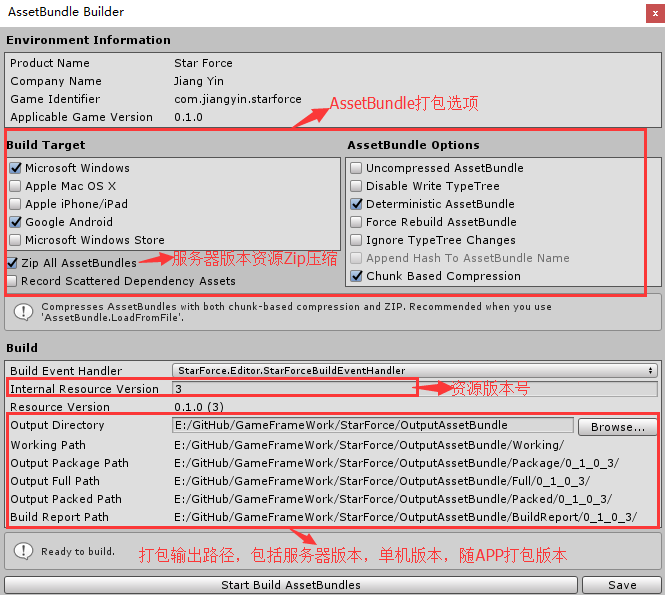 AssetBundle Builder
x
Environment Information
Product Name Star Force
Company Name Jiang Yin
Game Identifier com.jiangyin.starforce
Applicable Game Version 0.1.0
AssetBundle打包选项
Build Target
Microsoft Windows
Apple Mac OS X
Apple iPhone/iPad
Google Android
Microsoft Windows Store
Zip All AssetBundles
服务器版本资源Zip压缩
Record Scattered Dependency Assets
AssetBundle Options
Uncompressed AssetBundle
Disable Write TypeTree
Deterministic AssetBundle
Force Rebuild AssetBundle
Ignore TypeTree Changes
Append Hash To AssetBundle Name
Chunk Based Compression
Compresses AssetBundles with both chunk-based compression and ZIP. Recommended when you use
'AssetBundle.LoadFromFile'.
Build
Build Event Handler StarForce.Editor.StarForceBuildEventHandler
Internal Resource Version 3 资源版本号
Resource Version 0.1.0 (3)
Output Directory E:/GitHub/GameFrameWork/StarForce/OutputAssetBundle Browse...
Working Path E:/GitHub/GameFrameWork/StarForce/OutputAssetBundle/Working/
Output Package Path E:/GitHub/GameFrameWork/StarForce/OutputAssetBundle/Package/0_1_0_3/
Output Full Path E:/GitHub/GameFrameWork/StarForce/OutputAssetBundle/Full/0_1_0_3/
Output Packed Path E:/GitHub/GameFrameWork/StarForce/OutputAssetBundle/Packed/0_1_0_3/
Build Report Path E:/GitHub/GameFrameWork/StarForce/OutputAssetBundle/BuildReport/0_1_0_3/
Ready to build.
打包输出路径，包括服务器版本，单机版本，随APP打包版本
Start Build AssetBundles Save